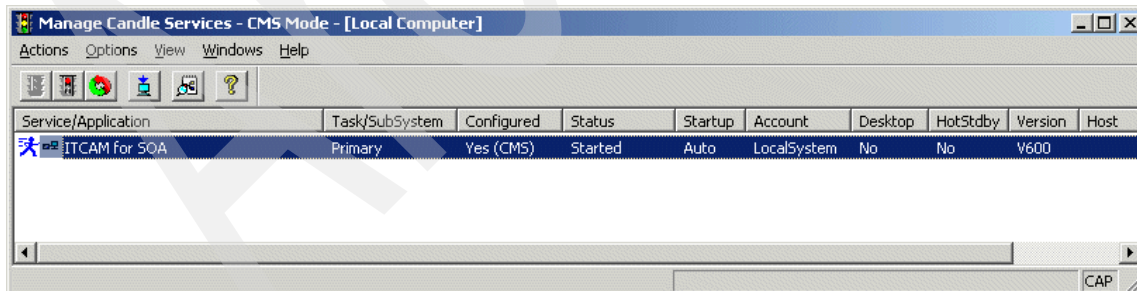 Manage Candle Services - CMS Mode - [Local Computer]
Actions Options View Windows Help
Service/Application Task/SubSystem Configured Status Startup Account Desktop HotStdby Version Host
ITCAM for SOA Primary Yes (CMS) Started Auto LocalSystem No No V600
CAP